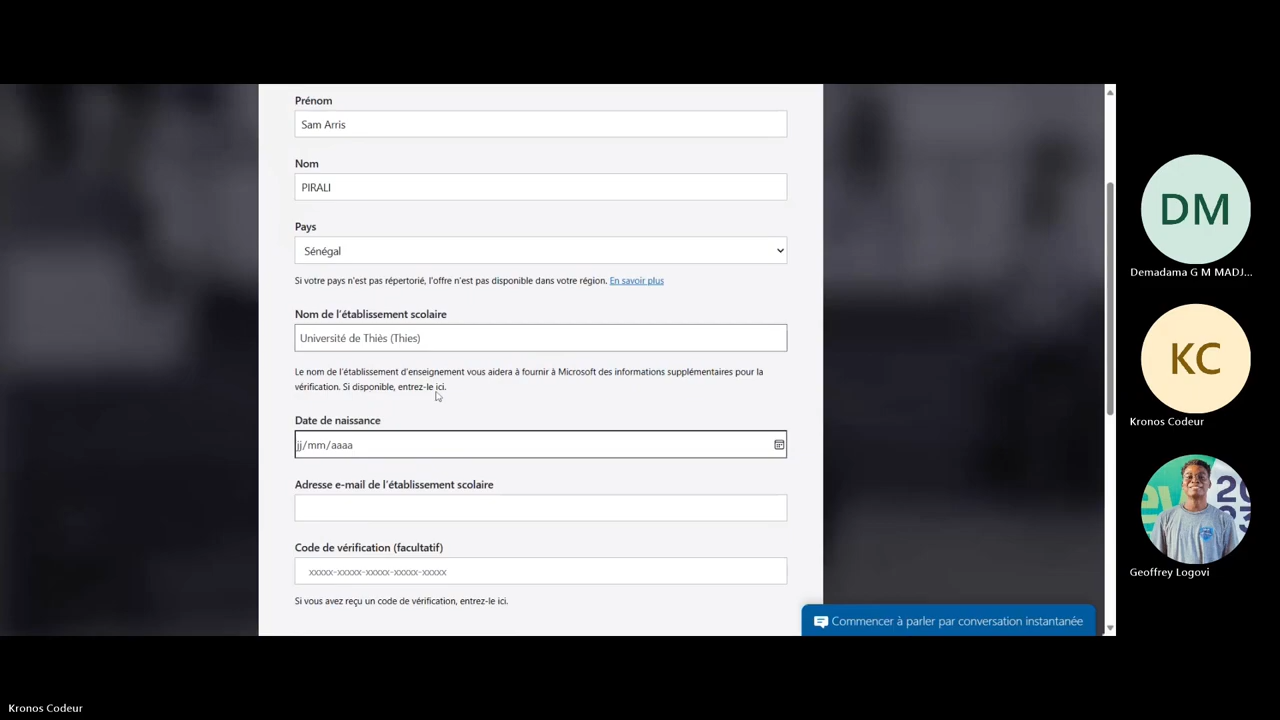 Prénom
Sam Arris
Nom
PIRALI
Pays
Sénégal
Si votre pays n'est pas répertorié, l'offre n'est pas disponible dans votre région. En savoir plus
Nom de l'établissement scolaire
Université de Thiès (Thies)
Le nom de l'établissement d'enseignement vous aidera à fournir à Microsoft des informations supplémentaires pour la
vérification. Si disponible, entrez-le ici.
Date de naissance
jj/mm/aaaa
Adresse e-mail de l'établissement scolaire
Code de vérification (facultatif)
xxxxx-xxxxx-xxxxx-xxxxx-xxxxx
Si vous avez reçu un code de vérification, entrez-le ici.
Commencer à parler par conversation instantanée
DM
Demadama G M MADJ...
KC
Kronos Codeur
Geoffrey Logovi
Kronos Codeur